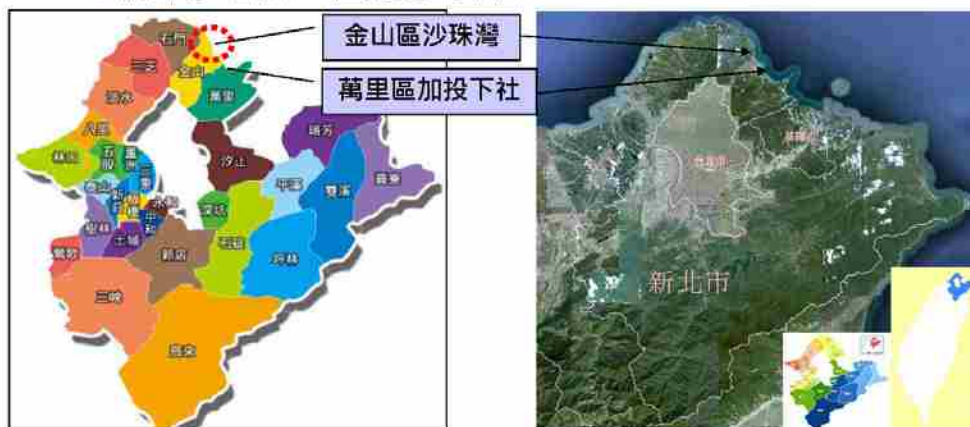 金山區沙珠灣
萬里區加投下社
石門
三芝
金山
淡水
萬里
八里
林口
五股
蘆洲
三重
泰山
新莊
板橋
永和
中和
樹林
土城
鶯歌
三峽
新店
深坑
石碇
汐止
平溪
瑞芳
雙溪
貢寮
坪林
烏來
新北市